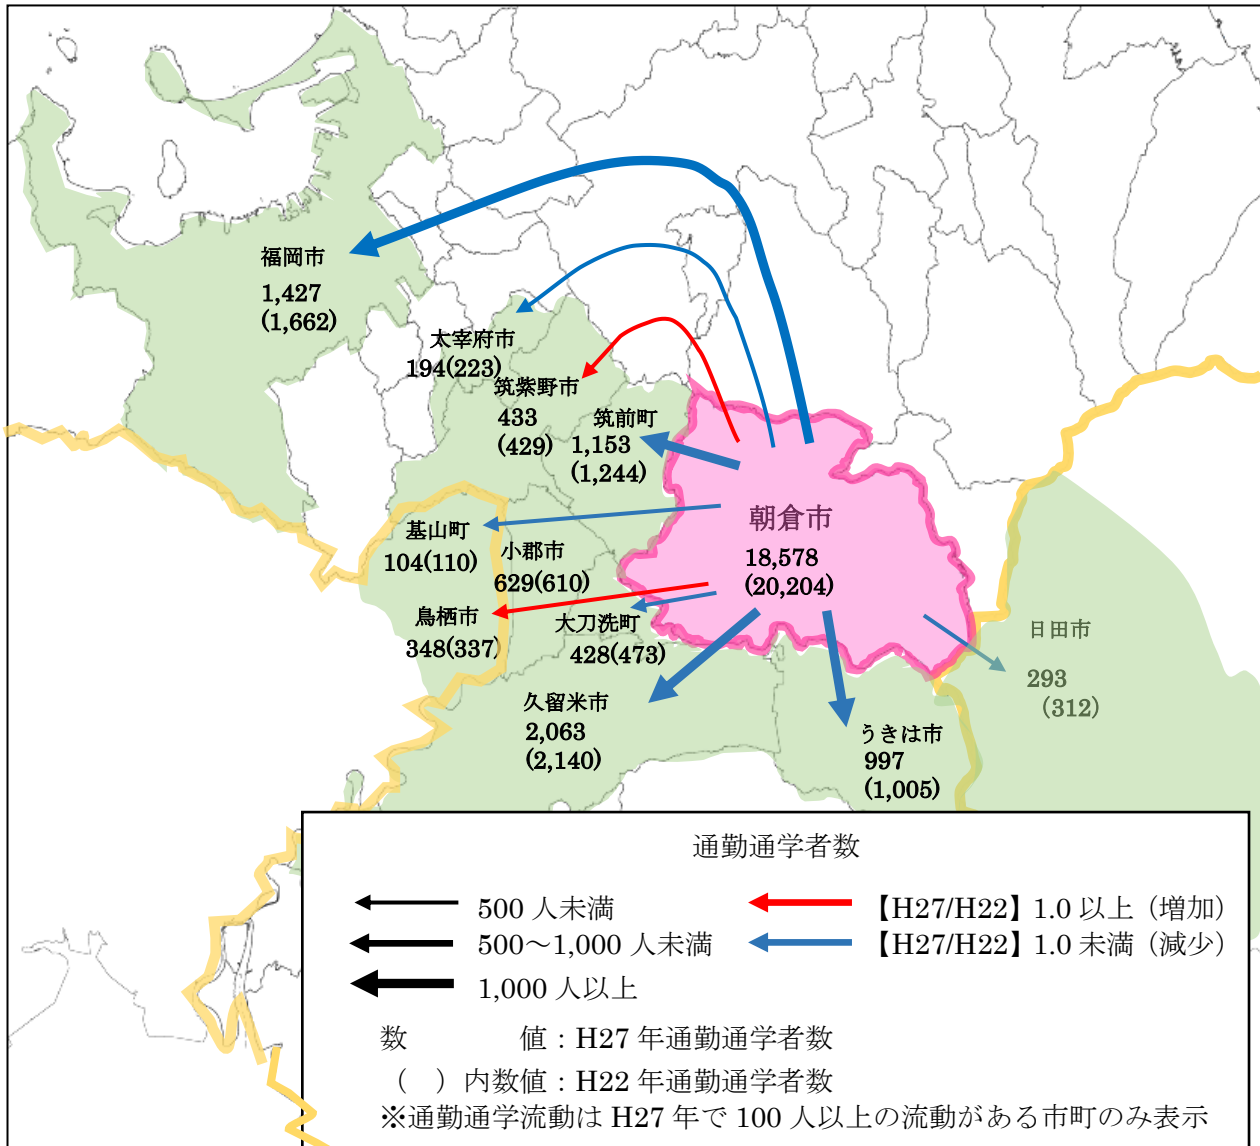 福岡市
1,427
(1,662)
太宰府市
194(223)
筑紫野市
433
(429)
筑前町
1,153
(1,244)
基山町
104(110)
小郡市
629(610)
鳥栖市
348(337)
大刀洗町
428(473)
朝倉市
18,578
(20,204)
日田市
293
(312)
久留米市
2,063
(2,140)
うきは市
997
(1,005)
通勤通学者数
500 人未満
【H27/H22】1.0 以上（増加）
500～1,000 人未満
【H27/H22】1.0 未満（減少）
1,000 人以上
数　　　　値：H27 年通勤通学者数
（　）内数値：H22 年通勤通学者数
※通勤通学流動は H27 年で 100 人以上の流動がある市町のみ表示